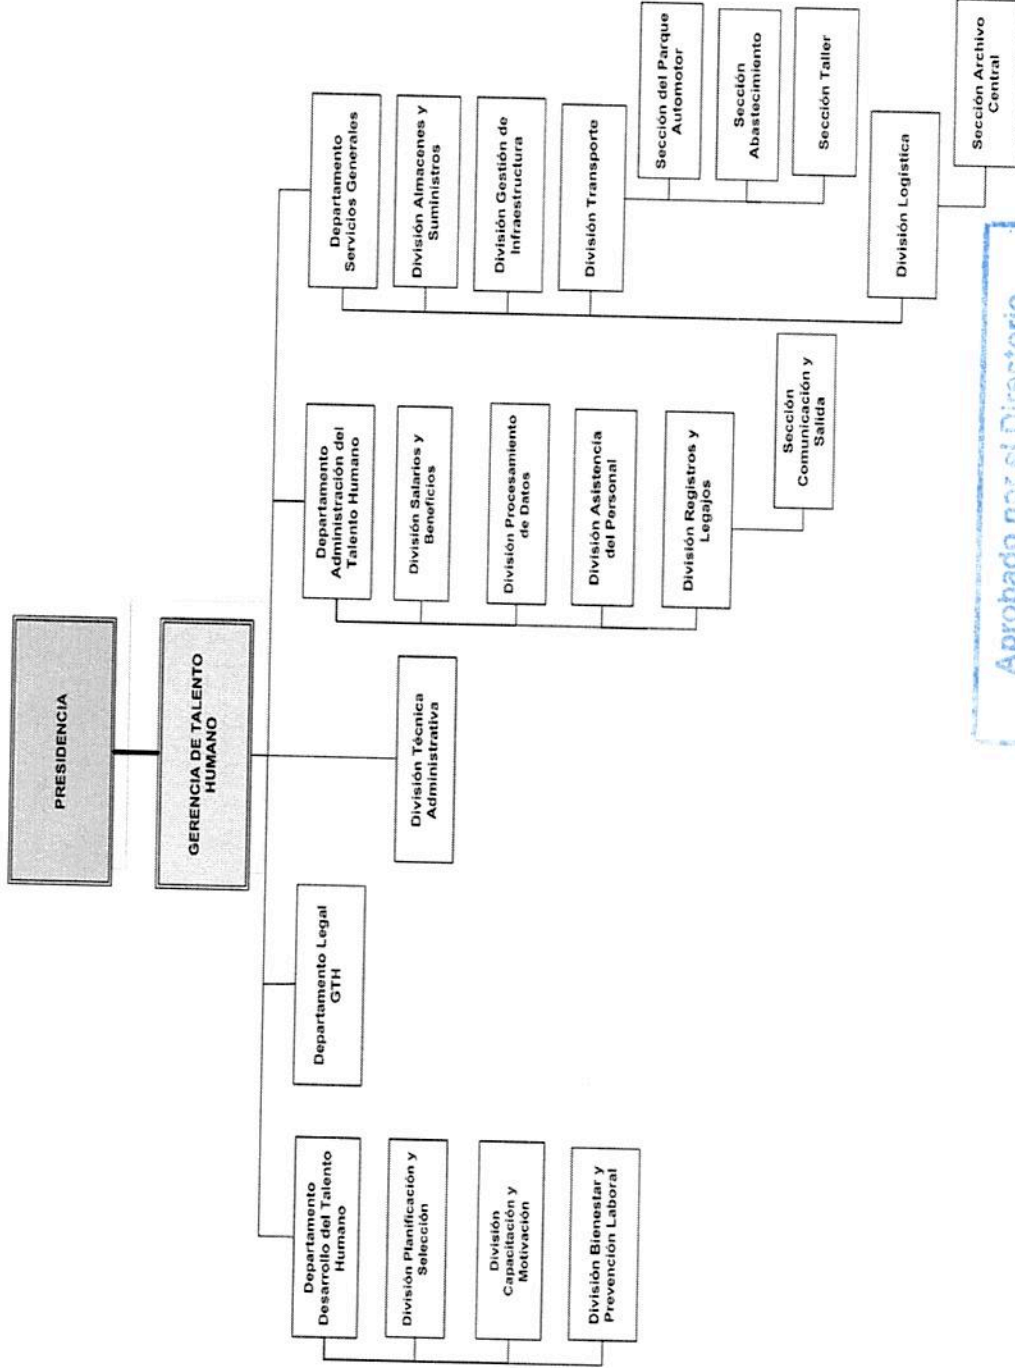 PRESIDENCIA
GERENCIA DE TALENTO
HUMANO
Departamento
Desarrollo del Talento
Humano
División Planificación y
Selección
División
Capacitación y
Motivación
División Bienestar y
Prevención Laboral
Departamento Legal
GTH
División Técnica
Administrativa
Departamento
Administración del
Talento Humano
División Salarios y
Beneficios
División Procesamiento
de Datos
División Asistencia
del Personal
División Registros y
Legajos
Sección
Comunicación y
Salida
Departamento
Servicios Generales
División Almacenes y
Suministros
División Gestión de
Infraestructura
División Transporte
Sección del Parque
Automotor
Sección
Abastecimiento
Sección Taller
División Logística
Sección Archivo
Central
Aprobado por el Directorio